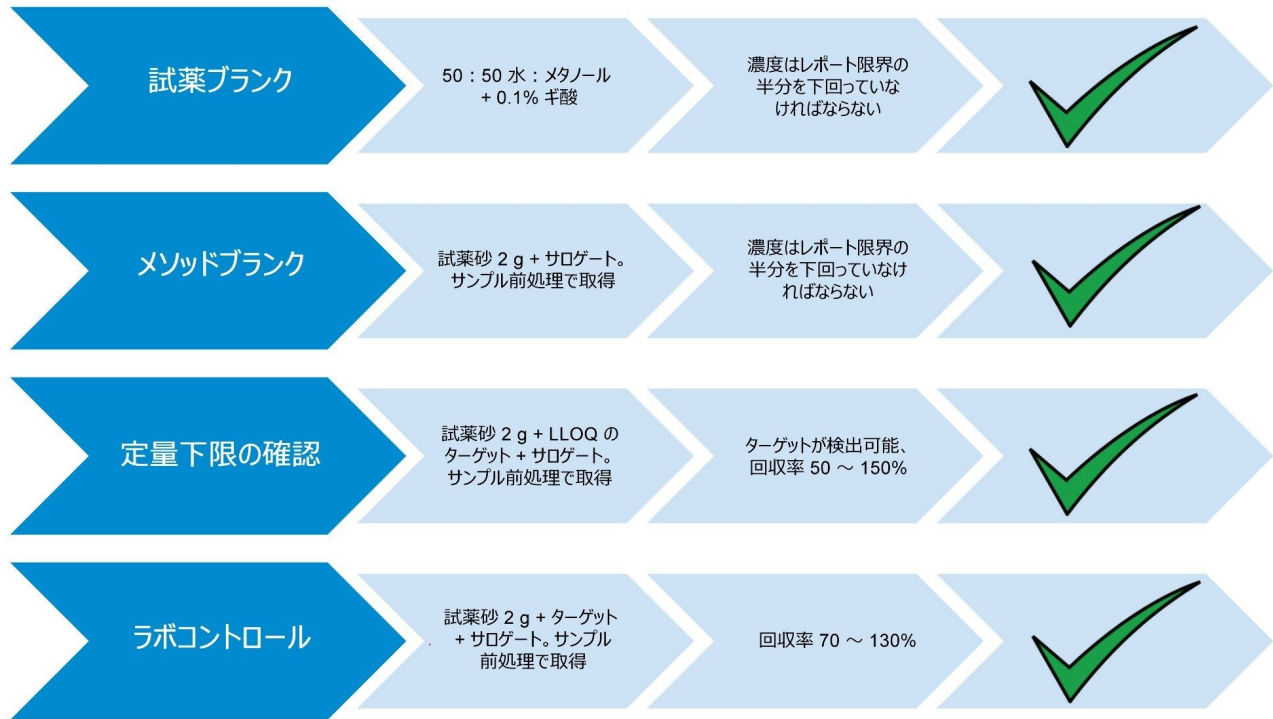 試薬ブランク
50：50 水：メタノール
+ 0.1% ギ酸
濃度はレポート限界の
半分を下回っていな
ければならない
メソッドブランク
試薬砂 2 g + サロゲート。
サンプル前処理で取得
濃度はレポート限界の
半分を下回っていなけ
ればならない
定量下限の確認
試薬砂 2 g + LLOQ の
ターゲット + サロゲート。
サンプル前処理で取得
ターゲットが検出可能、
回収率 50 ～ 150%
ラボコントロール
試薬砂 2 g + ターゲット
+ サロゲート。サンプル
前処理で取得
回収率 70 ～ 130%